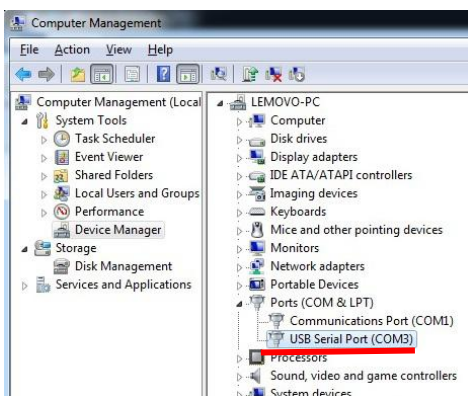 Computer Management
File Action View Help
Computer Management (Local
System Tools
Task Scheduler
Event Viewer
Shared Folders
Local Users and Groups
Performance
Device Manager
Storage
Disk Management
Services and Applications
LEMOVO-PC
Computer
Disk drives
Display adapters
IDE ATA/ATAPI controllers
Imaging devices
Keyboards
Mice and other pointing devices
Monitors
Network adapters
Portable Devices
Ports (COM & LPT)
Communications Port (COM1)
USB Serial Port (COM3)
Processors
Sound, video and game controllers
System devices